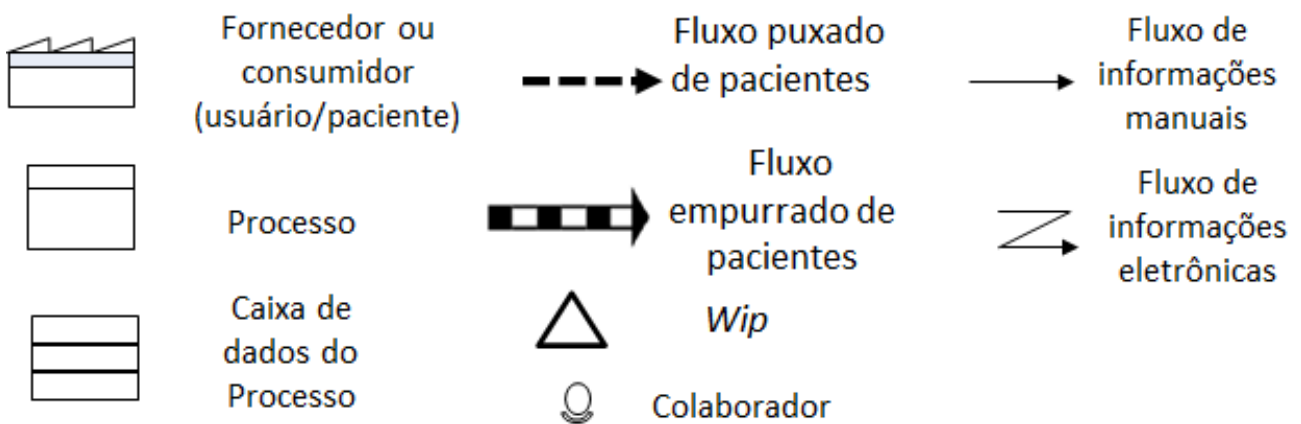 Fornecedor ou
consumidor
(usuário/paciente)
Fluxo puxado
de pacientes
Fluxo de
informações
manuais
Processo
Fluxo
empurrado de
pacientes
Fluxo de
informações
eletrônicas
Caixa de
dados do
Processo
Wip
Colaborador